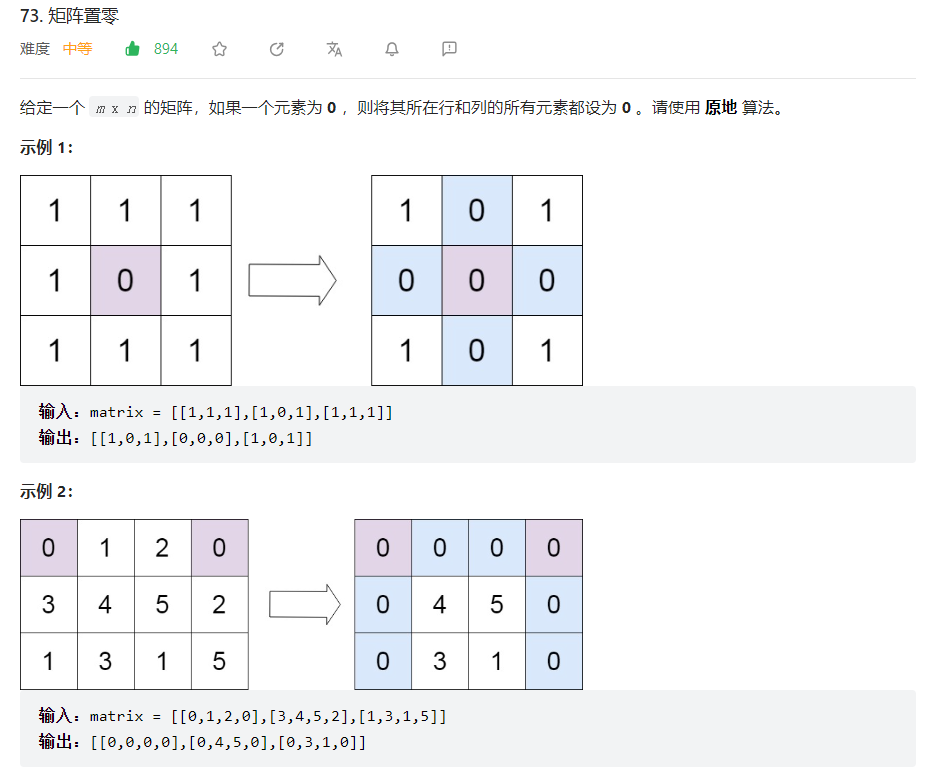 73. 矩阵置零
难度 中等 894
给定一个 m x n 的矩阵，如果一个元素为 0 ，则将其所在行和列的所有元素都设为 0 。请使用 原地 算法。
示例 1：
1 1 1 1 0 1
1 0 1 0 0 0
1 1 1 1 0 1
输入：matrix = [[1,1,1],[1,0,1],[1,1,1]]
输出：[[1,0,1],[0,0,0],[1,0,1]]
示例 2：
0 1 2 0 0 0 0 0
3 4 5 2 0 4 5 0
1 3 1 5 0 3 1 0
输入：matrix = [[0,1,2,0],[3,4,5,2],[1,3,1,5]]
输出：[[0,0,0,0],[0,4,5,0],[0,3,1,0]]